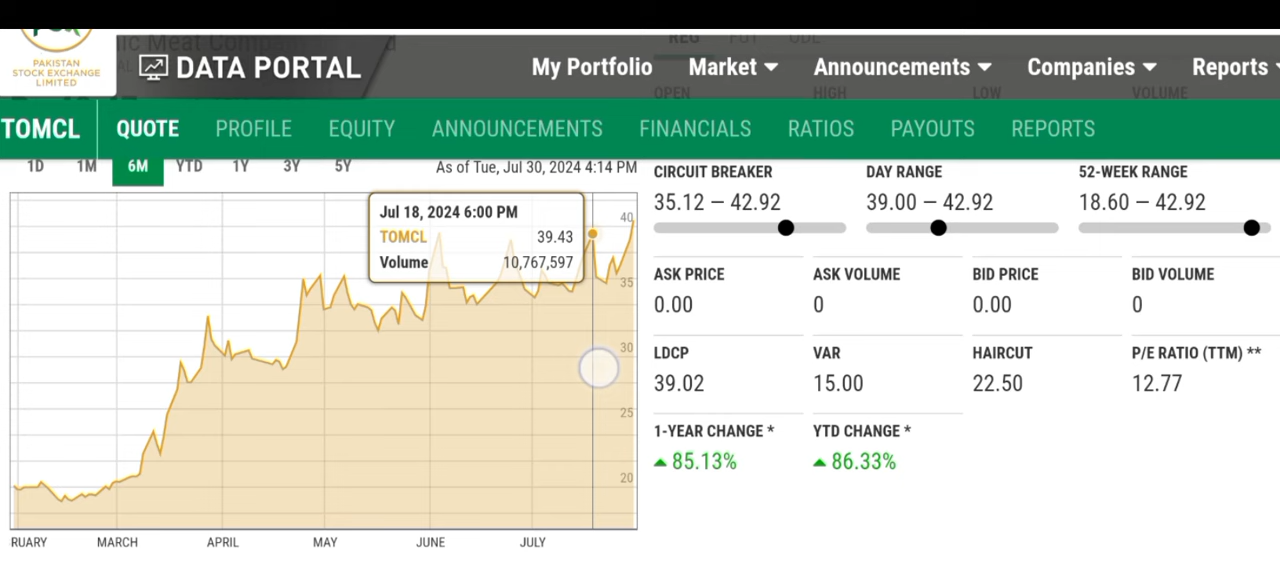 PAKISTAN
STOCK EXCHANGE
LIMITED
DATA PORTAL
My Portfolio
Market
Announcements
Companies
Reports
OPEN
HIGH
LOW
VOLUME
TOMCL
QUOTE
PROFILE
EQUITY
ANNOUNCEMENTS
FINANCIALS
RATIOS
PAYOUTS
REPORTS
1D 1M 6M YTD 1Y 3Y 5Y
As of Tue, Jul 30, 2024 4:14 PM
Jul 18, 2024 6:00 PM
TOMCL 39.43
Volume 10,767,597
40
35
30
25
20
RUARY MARCH APRIL MAY JUNE JULY
CIRCUIT BREAKER
35.12 — 42.92
DAY RANGE
39.00 — 42.92
52-WEEK RANGE
18.60 — 42.92
ASK PRICE
0.00
ASK VOLUME
0
BID PRICE
0.00
BID VOLUME
0
LDCP
39.02
VAR
15.00
HAIRCUT
22.50
P/E RATIO (TTM) **
12.77
1-YEAR CHANGE *
85.13%
YTD CHANGE *
86.33%